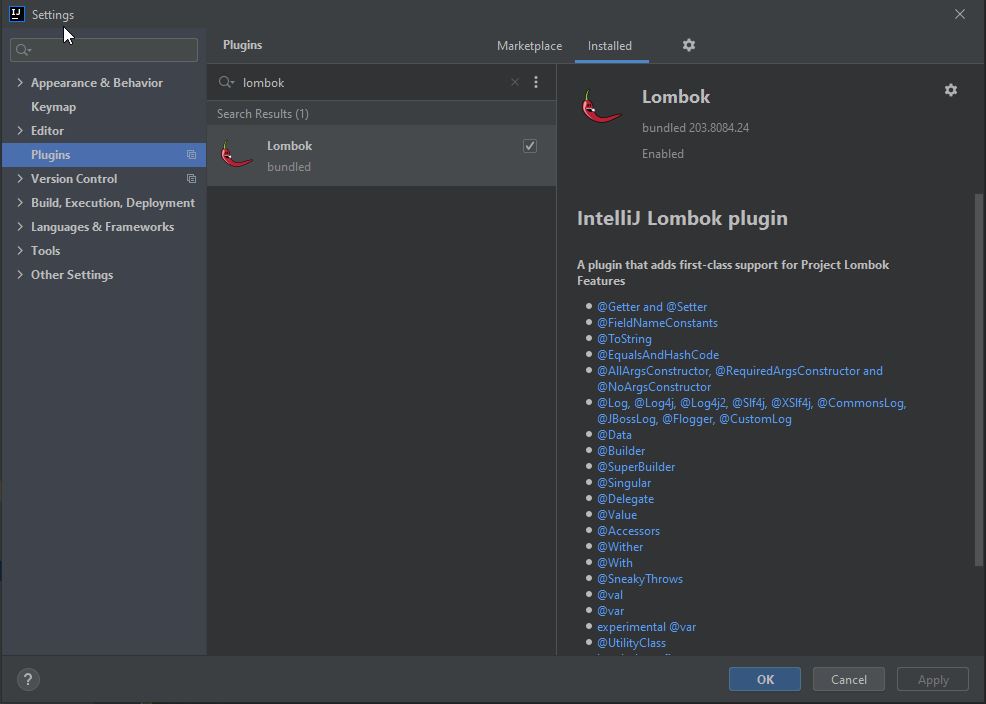 IJ
Settings
Appearance & Behavior
Keymap
Editor
Plugins
Version Control
Build, Execution, Deployment
Languages & Frameworks
Tools
Other Settings
Plugins
Marketplace
Installed
lombok
Search Results (1)
Lombok
bundled
Lombok
bundled 203.8084.24
Enabled
IntelliJ Lombok plugin
A plugin that adds first-class support for Project Lombok
Features
@Getter and @Setter
@FieldNameConstants
@ToString
@EqualsAndHashCode
@AllArgsConstructor, @RequiredArgsConstructor and
@NoArgsConstructor
@Log, @Log4j, @Log4j2, @Slf4j, @XSlf4j, @CommonsLog,
@JBossLog, @Flogger, @CustomLog
@Data
@Builder
@SuperBuilder
@Singular
@Delegate
@Value
@Accessors
@Wither
@With
@SneakyThrows
@val
@var
experimental @var
@UtilityClass
?
OK
Cancel
Apply